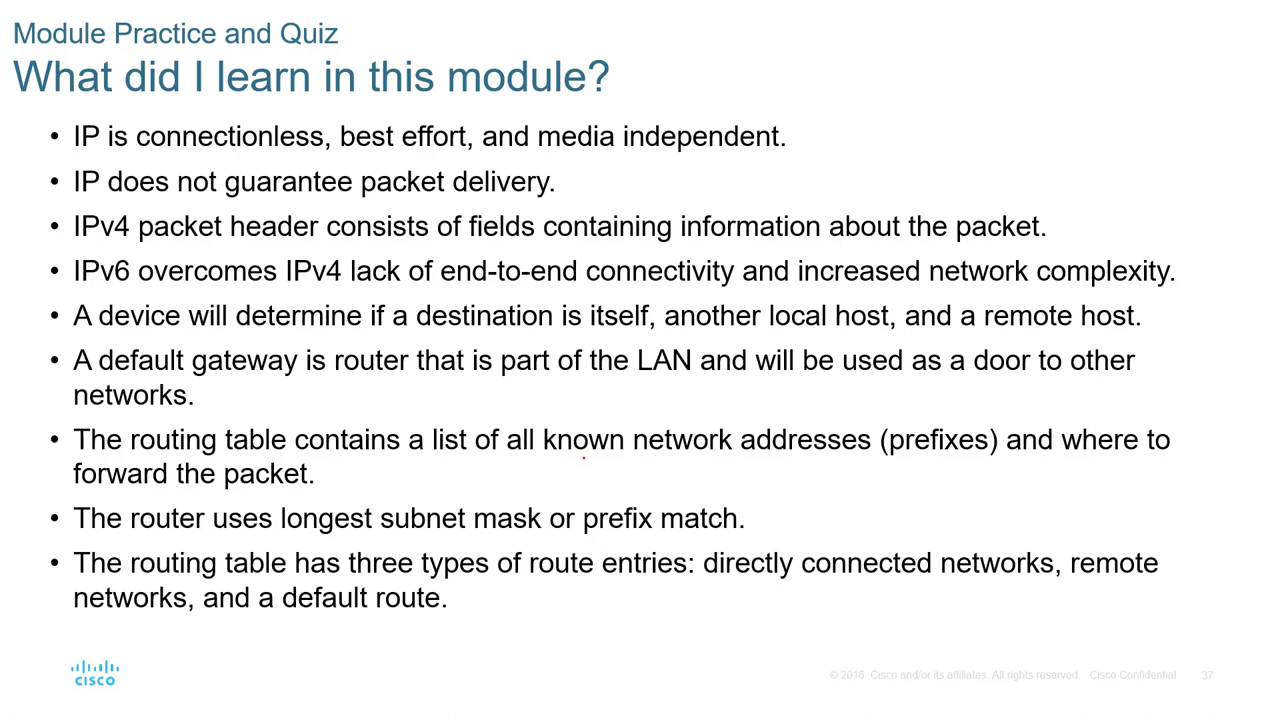 Module Practice and Quiz
What did I learn in this module?
• IP is connectionless, best effort, and media independent.
• IP does not guarantee packet delivery.
• IPv4 packet header consists of fields containing information about the packet.
• IPv6 overcomes IPv4 lack of end-to-end connectivity and increased network complexity.
• A device will determine if a destination is itself, another local host, and a remote host.
• A default gateway is router that is part of the LAN and will be used as a door to other
networks.
• The routing table contains a list of all known network addresses (prefixes) and where to
forward the packet.
• The router uses longest subnet mask or prefix match.
• The routing table has three types of route entries: directly connected networks, remote
networks, and a default route.
CISCO
© 2016 Cisco and/or its affiliates. All rights reserved. Cisco Confidential 37